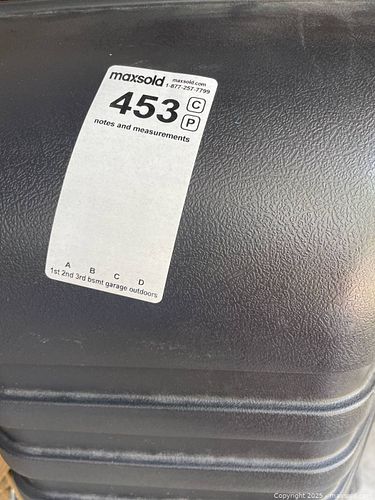 maxsold maxsold.com
1-877-257-7799
453 C
P
notes and measurements
A B C D
1st 2nd 3rd bsmt garage outdoors
Copyright 2025 - maxsold.com